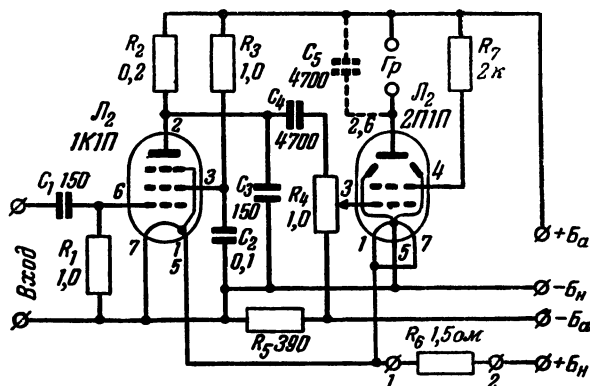 R₂
0,2
R₃
1,0
C₅
4700
Гр
R₇
2к
Л₂
1К1П
2
C₄
4700
2,6
Л₂
2П1П
C₁ 150
6
3
C₃
150
R₄
1,0
3
4
R₁
1,0
7
1
5
C₂
0,1
1
5
7
Вход
+Ба
−Бн
−Ба
R₅ 390
R₆ 1,5ом
+Бн
1
2